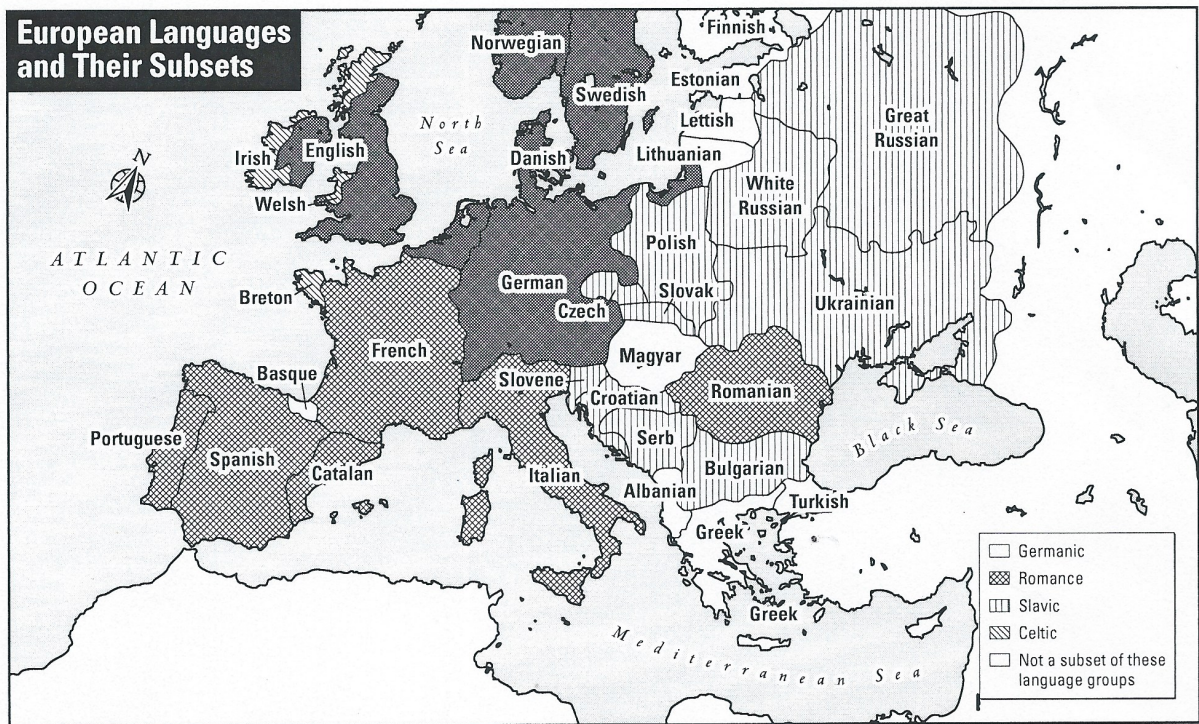 European Languages
and Their Subsets
Norwegian
Finnish
Swedish
Estonian
North
Sea
Lettish
Great
Russian
Irish
English
Danish
Lithuanian
N
Welsh
White
Russian
Polish
ATLANTIC
OCEAN
German
Breton
Slovak
Czech
Ukrainian
French
Magyar
Basque
Slovene
Croatian
Romanian
Portuguese
Spanish
Catalan
Italian
Serb
Bulgarian
Black Sea
Albanian
Turkish
Greek
Greek
Mediterranean Sea
Germanic
Romance
Slavic
Celtic
Not a subset of these
language groups